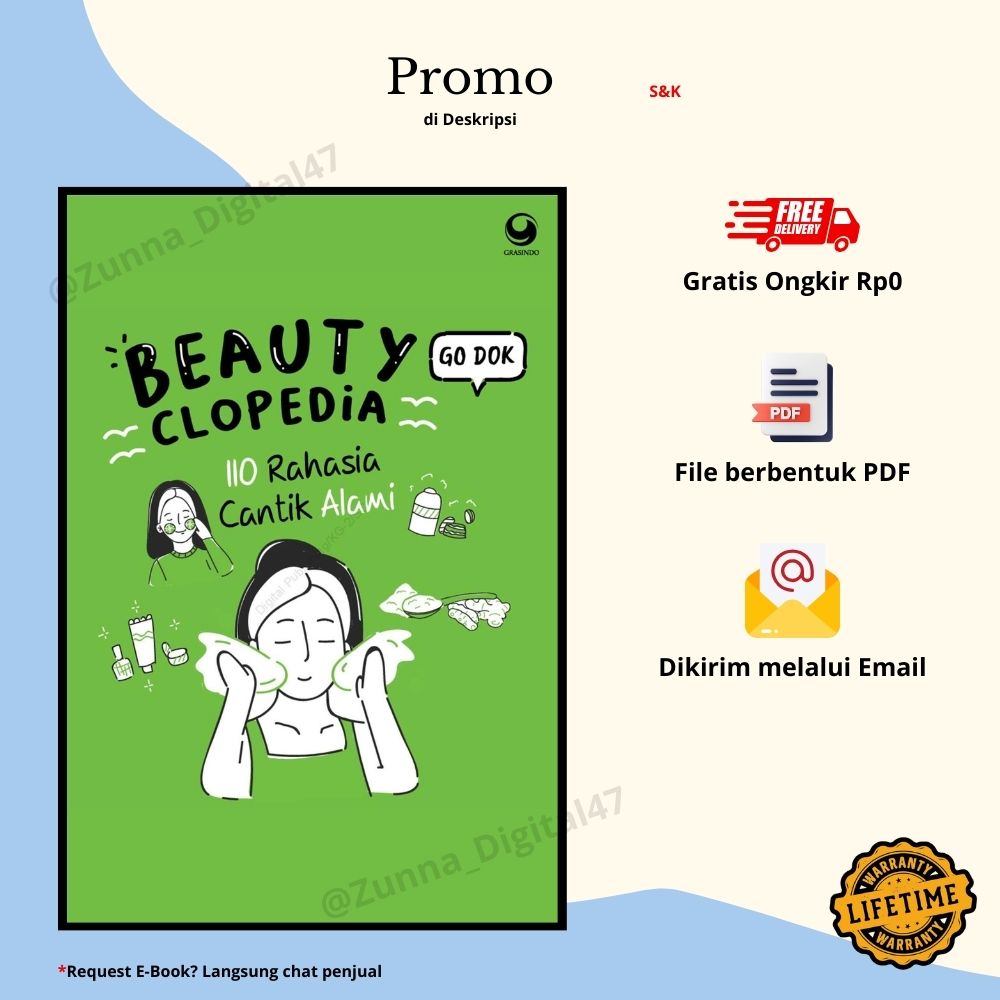 Promo
di Deskripsi
S&K
@Zunna_Digital47
GRASINDO
BEAUTY
GO DOK
CLOPEDiA
110 Rahasia
Cantik Alami
FREE
DELIVERY
Gratis Ongkir Rp0
PDF
File berbentuk PDF
@
Dikirim melalui Email
@Zunna_Digital47
WARRANTY
LIFETIME
WARRANTY
*Request E-Book? Langsung chat penjual